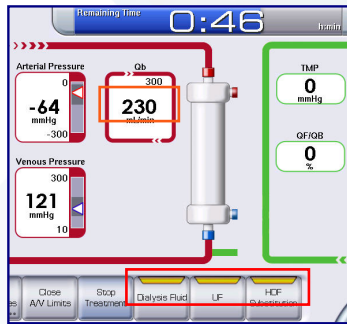 Remaining Time
0:46
h:min
Arterial Pressure
0
-64
mmHg
-300
Qb
300
230
mL/min
TMP
0
mmHg
QF/QB
0
%
Venous Pressure
300
121
mmHg
10
Close
A/V Limits
Stop
Treatment
Dialysis Fluid
UF
HDF
Substitution